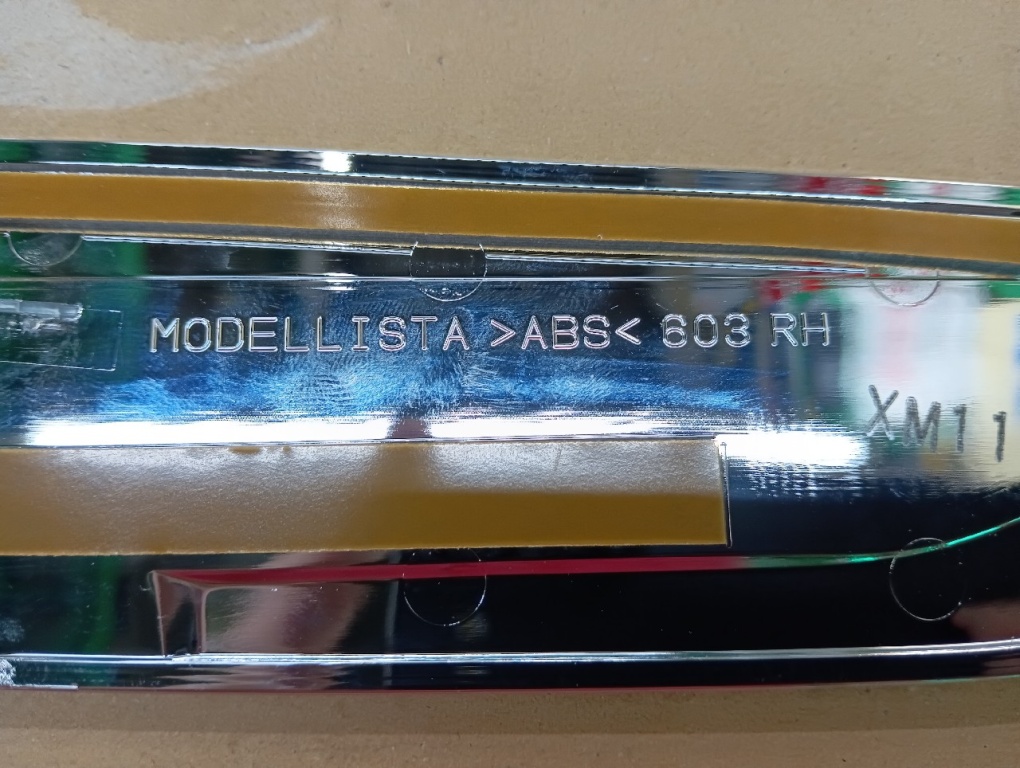 MODELLISTA >ABS< 603 RH
XM11